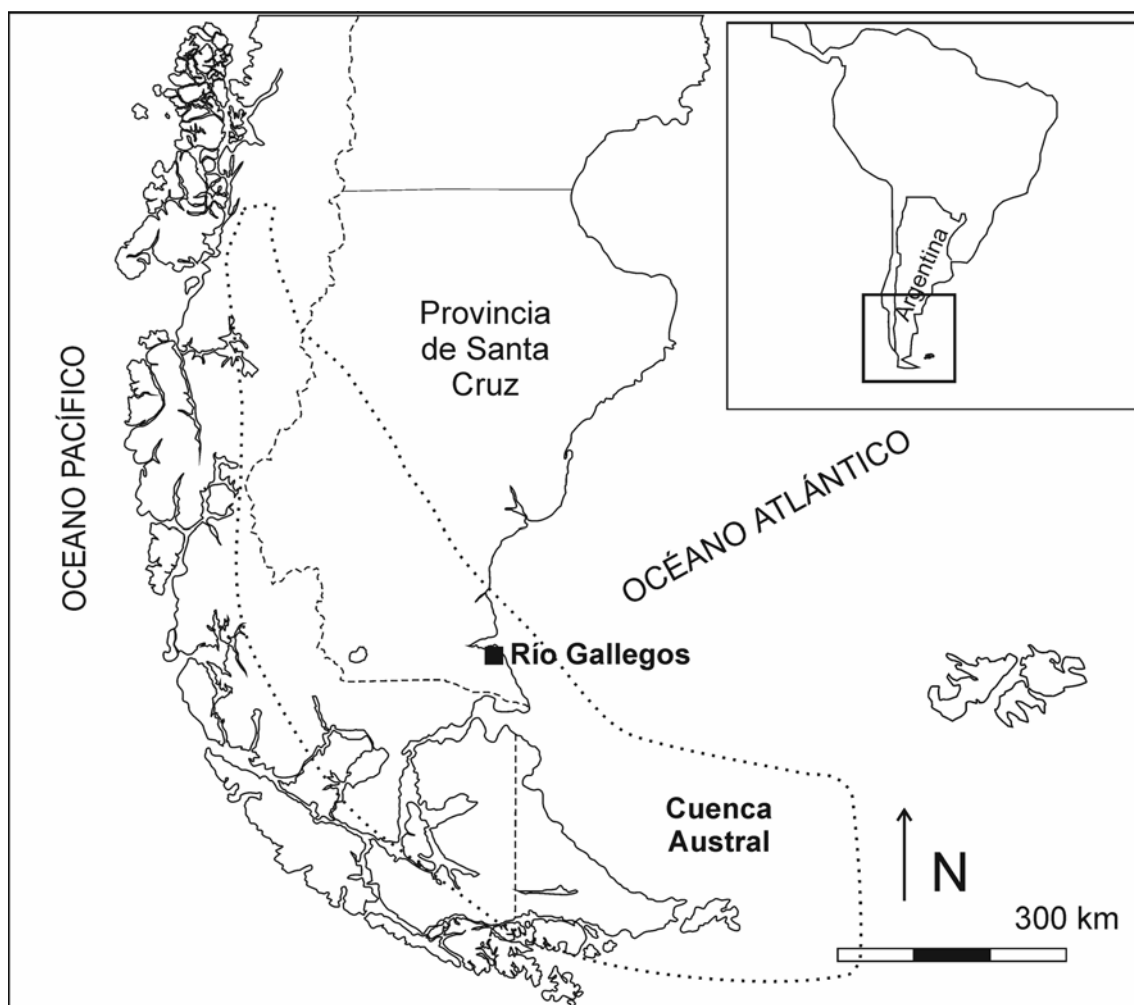 OCEANO PACÍFICO
Provincia
de Santa
Cruz
Argentina
OCÉANO ATLÁNTICO
Río Gallegos
Cuenca
Austral
N
300 km